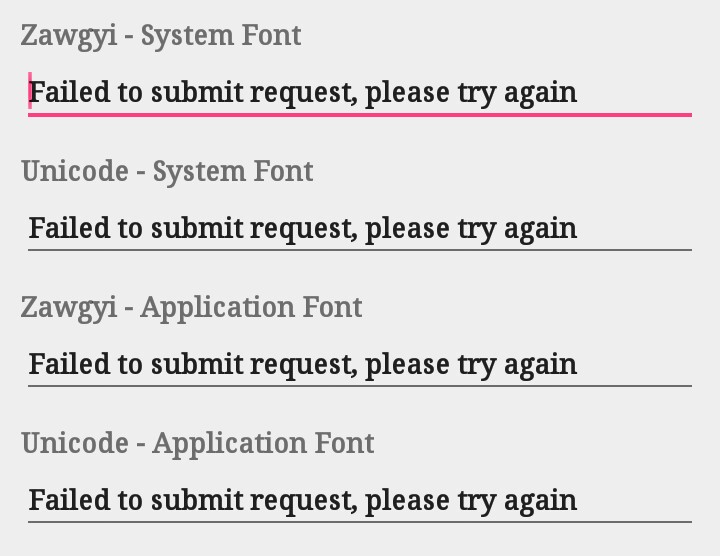 Zawgyi - System Font
Failed to submit request, please try again
Unicode - System Font
Failed to submit request, please try again
Zawgyi - Application Font
Failed to submit request, please try again
Unicode - Application Font
Failed to submit request, please try again